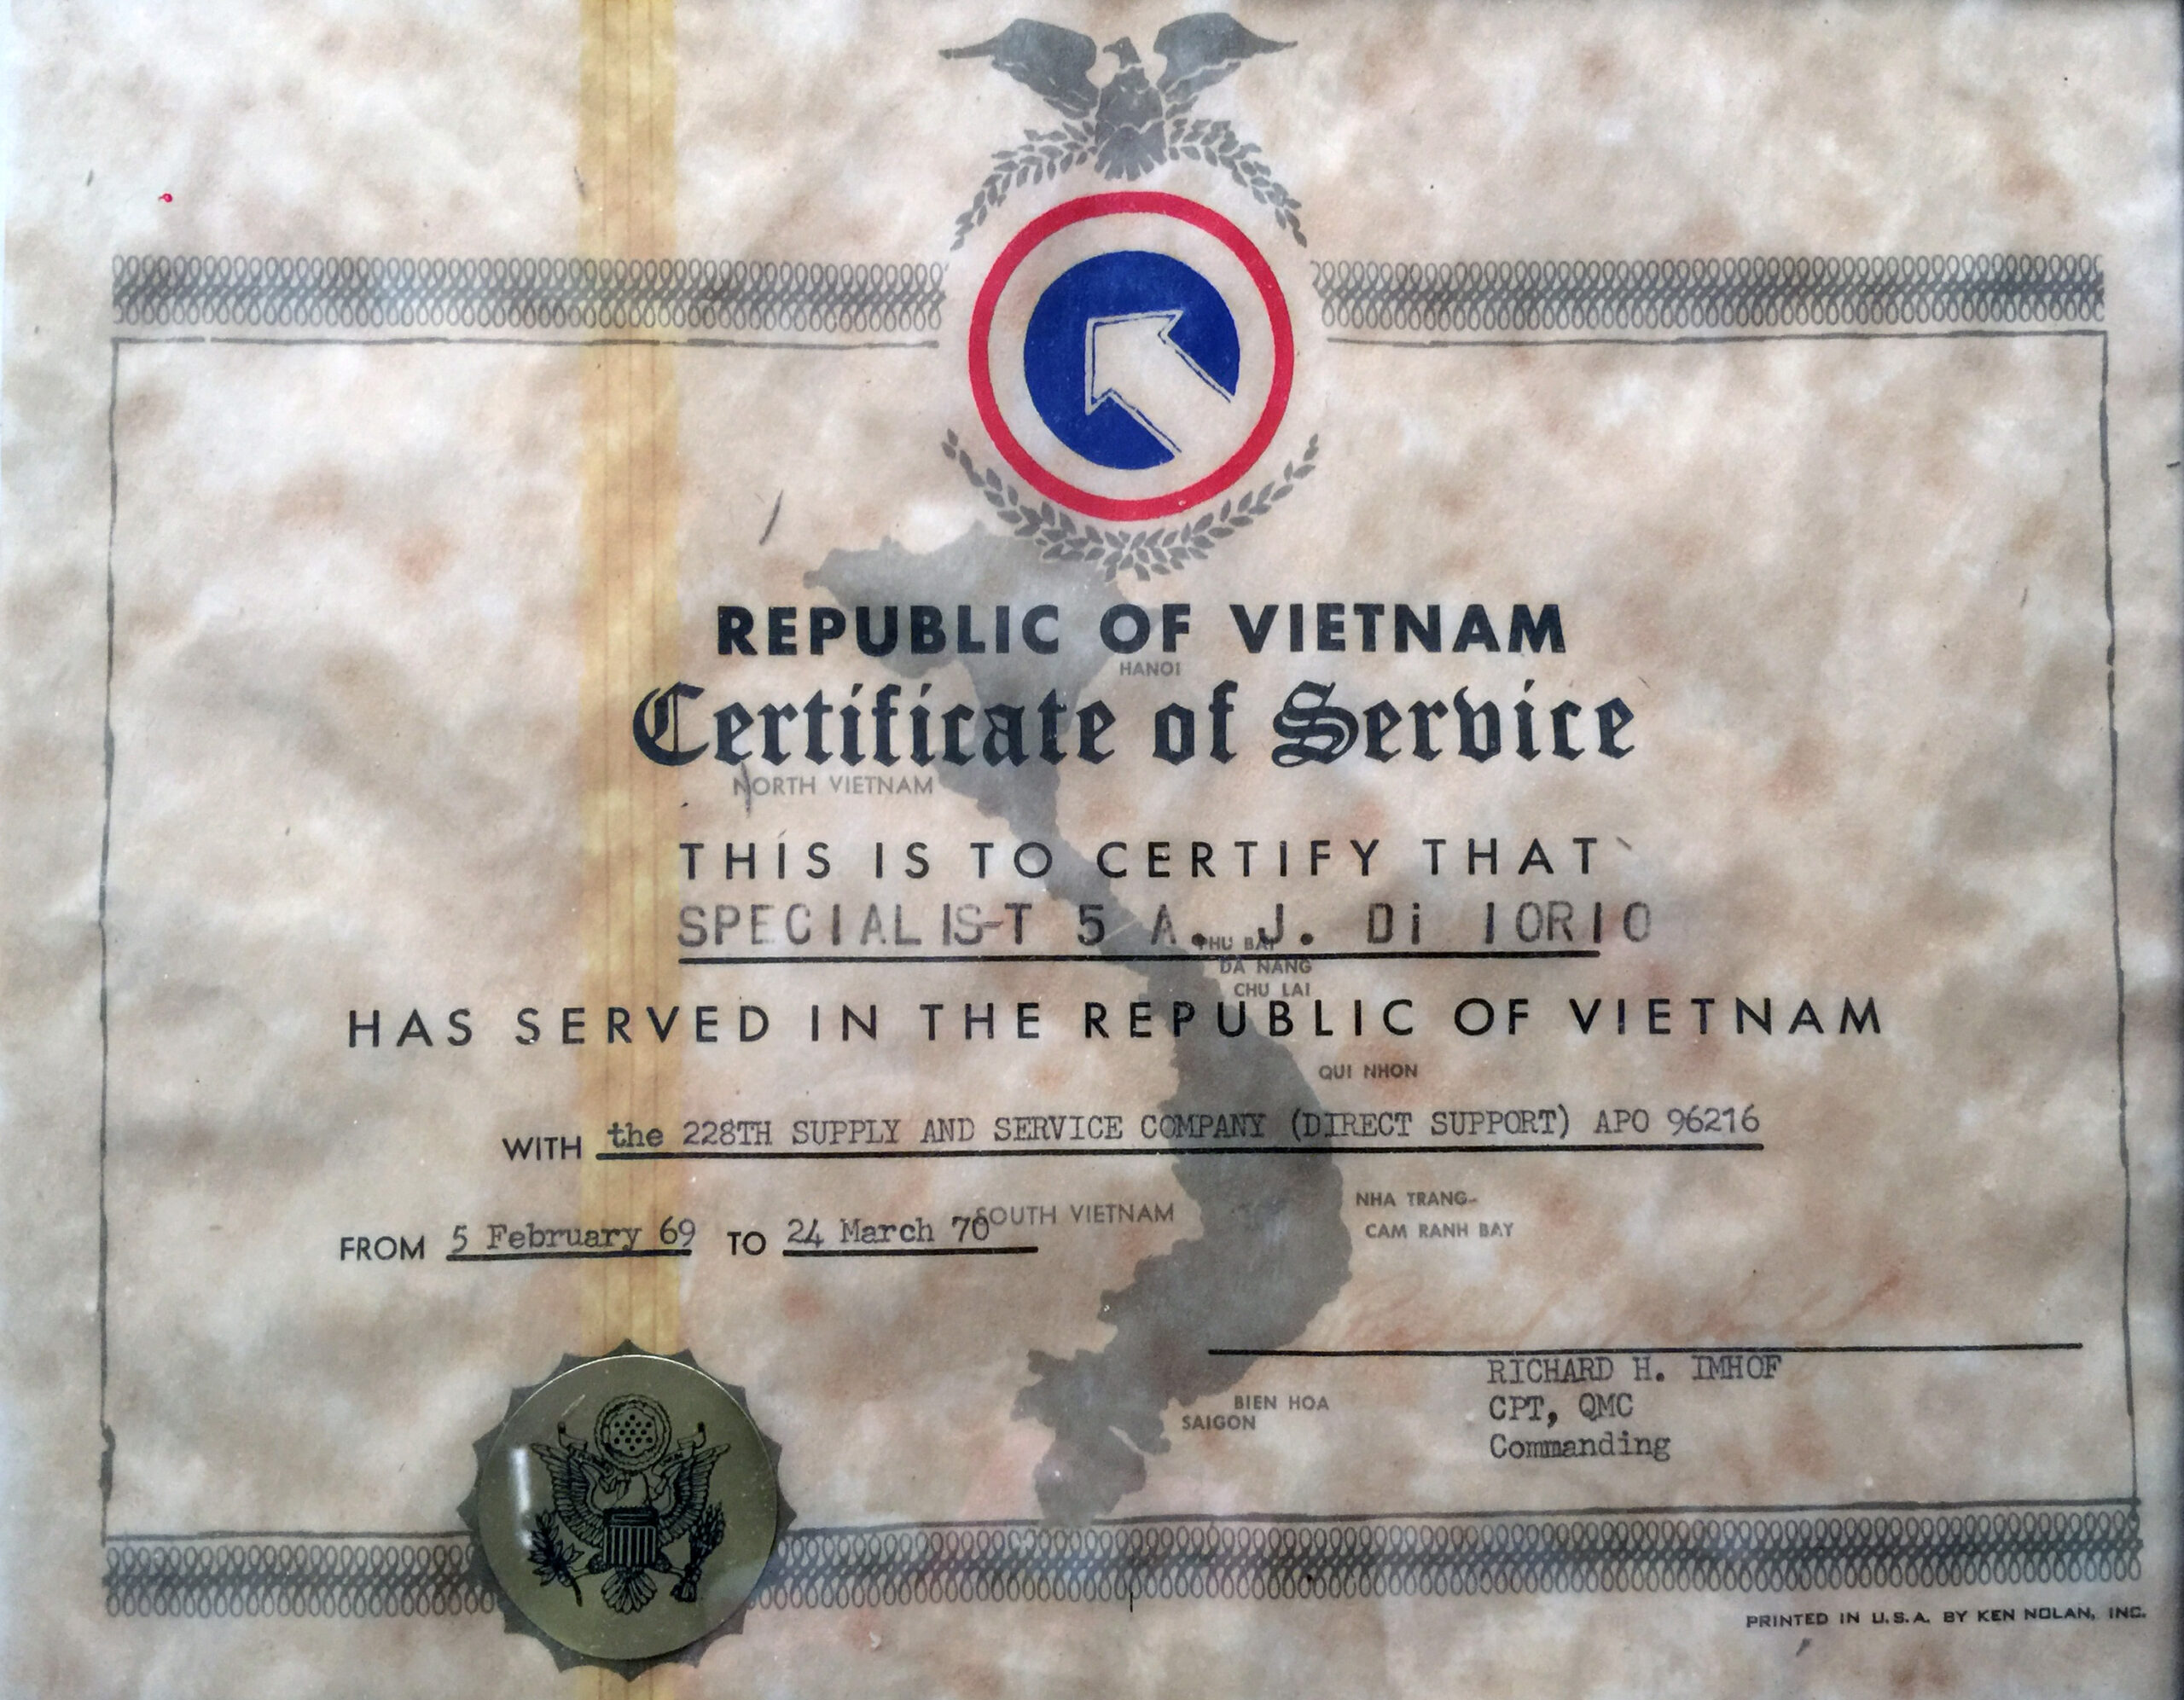 REPUBLIC OF VIETNAM
HANOI
Certificate of Service
NORTH VIETNAM
THIS IS TO CERTIFY THAT
SPECIALIST 5 A. J. Di IORIO
PHU BAI
DA NANG
CHU LAI
HAS SERVED IN THE REPUBLIC OF VIETNAM
QUI NHON
WITH the 228TH SUPPLY AND SERVICE COMPANY (DIRECT SUPPORT) APO 96216
NHA TRANG
SOUTH VIETNAM
CAM RANH BAY
FROM 5 February 69 TO 24 March 70
RICHARD H. IMHOF
CPT, QMC
Commanding
BIEN HOA
SAIGON
PRINTED IN U.S.A. BY KEN NOLAN, INC.